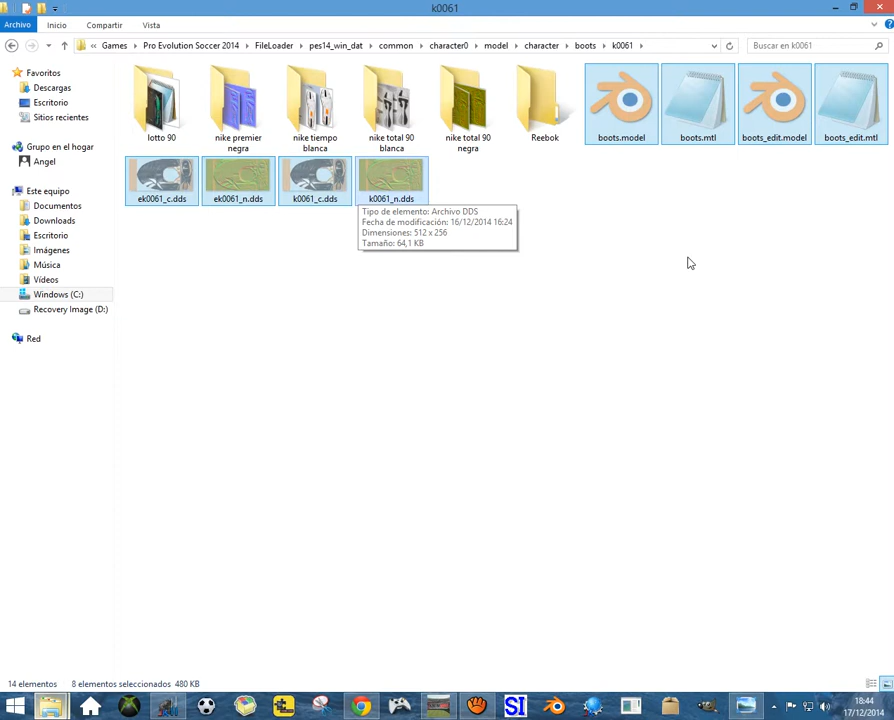 k0061
Archivo
Inicio
Compartir
Vista
« Games › Pro Evolution Soccer 2014 › FileLoader › pes14_win_dat › common › character0 › model › character › boots › k0061 ›
Buscar en k0061
Favoritos
Descargas
Escritorio
Sitios recientes
Grupo en el hogar
Angel
Este equipo
Documentos
Downloads
Escritorio
Imágenes
Música
Vídeos
Windows (C:)
Recovery Image (D:)
Red
lotto 90
nike premier
negra
nike tiempo
blanca
nike total 90
blanca
nike total 90
negra
Reebok
boots.model
boots.mtl
boots_edit.model
boots_edit.mtl
ek0061_c.dds
ek0061_n.dds
k0061_c.dds
k0061_n.dds
Tipo de elemento: Archivo DDS
Fecha de modificación: 16/12/2014 16:24
Dimensiones: 512 x 256
Tamaño: 64,1 KB
14 elementos
8 elementos seleccionados 480 KB
SI
18:44
17/12/2014